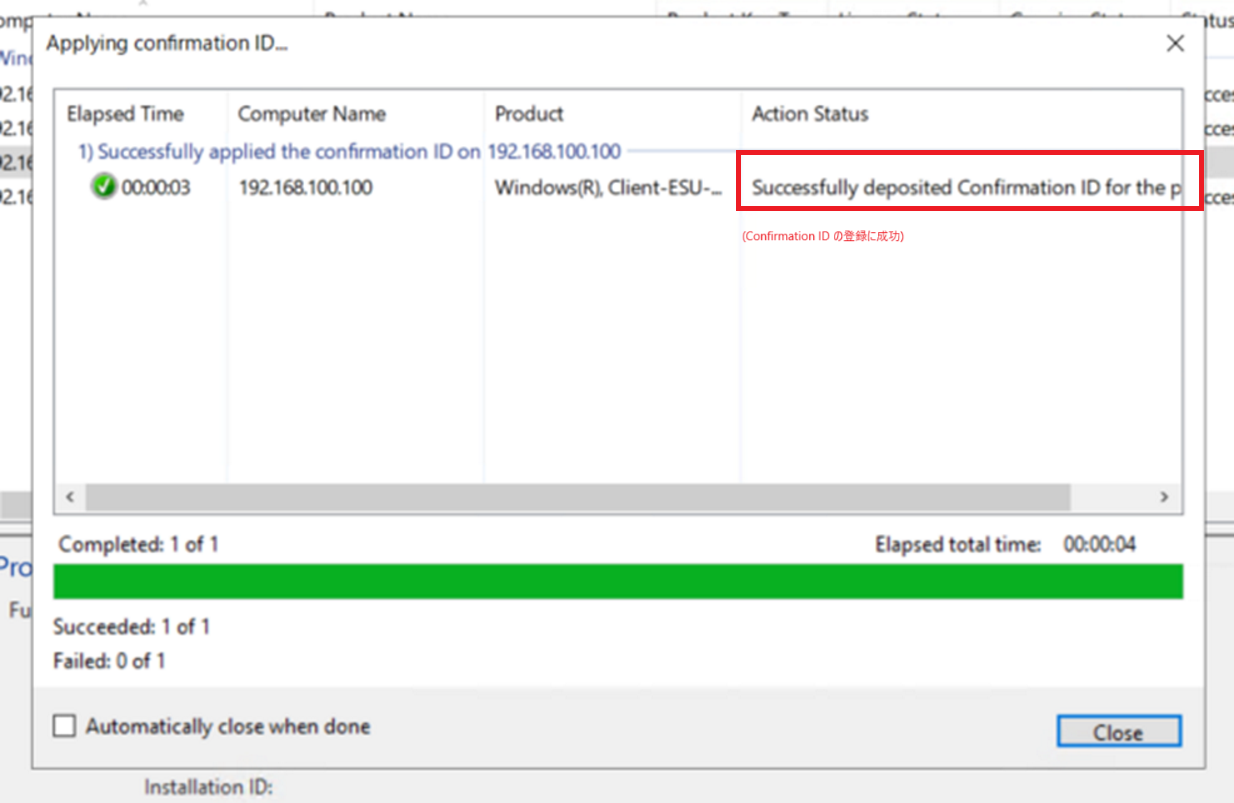 Applying confirmation ID...
Elapsed Time Computer Name Product Action Status
1) Successfully applied the confirmation ID on 192.168.100.100
00:00:03 192.168.100.100 Windows(R), Client-ESU-... Successfully deposited Confirmation ID for the p
(Confirmation ID の登録に成功)
Completed: 1 of 1 Elapsed total time: 00:00:04
Succeeded: 1 of 1
Failed: 0 of 1
Automatically close when done
Close
Installation ID: